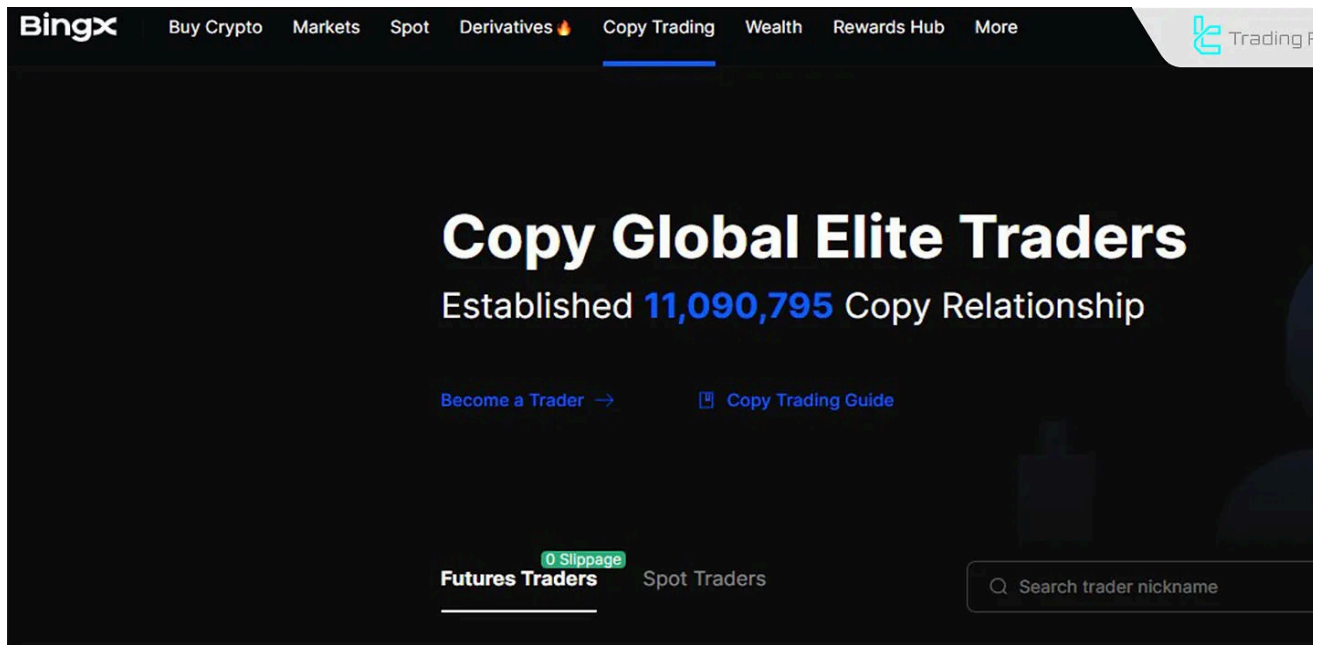 BingX Buy Crypto Markets Spot Derivatives🔥 Copy Trading Wealth Rewards Hub More
Trading
Copy Global Elite Traders
Established 11,090,795 Copy Relationship
Become a Trader → Copy Trading Guide
0 Slippage
Futures Traders Spot Traders
Search trader nickname